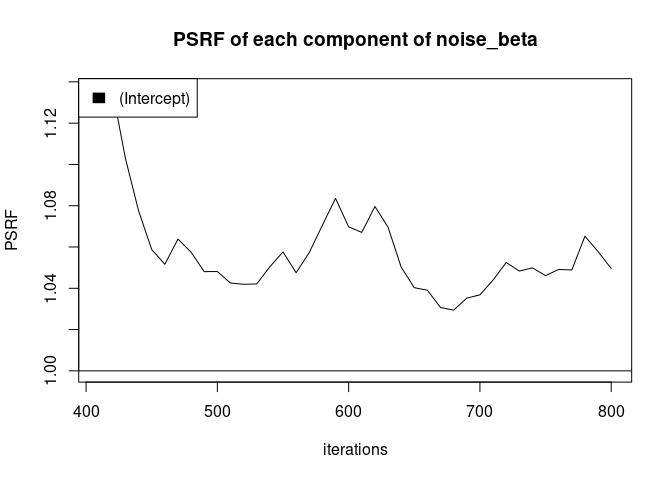 PSRF of each component of noise_beta
(Intercept)
1.12
1.08
1.04
1.00
PSRF
400 500 600 700 800
iterations